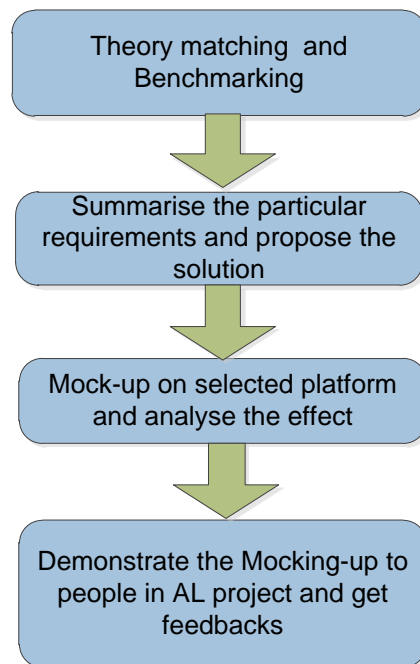 Theory matching and
Benchmarking
Summarise the particular
requirements and propose the
solution
Mock-up on selected platform
and analyse the effect
Demonstrate the Mocking-up to
people in AL project and get
feedbacks